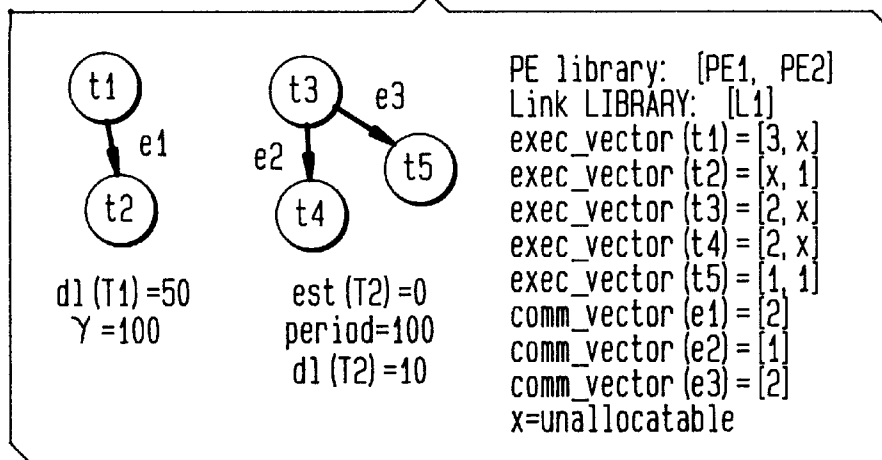 t1
e1
t2
dl(T1)=50
γ=100
t3
e3
e2
t5
t4
est(T2)=0
period=100
dl(T2)=10
PE library: [PE1, PE2]
Link LIBRARY: [L1]
exec_vector(t1)=[3, x]
exec_vector(t2)=[x, 1]
exec_vector(t3)=[2, x]
exec_vector(t4)=[2, x]
exec_vector(t5)=[1, 1]
comm_vector(e1)=[2]
comm_vector(e2)=[1]
comm_vector(e3)=[2]
x=unallocatable